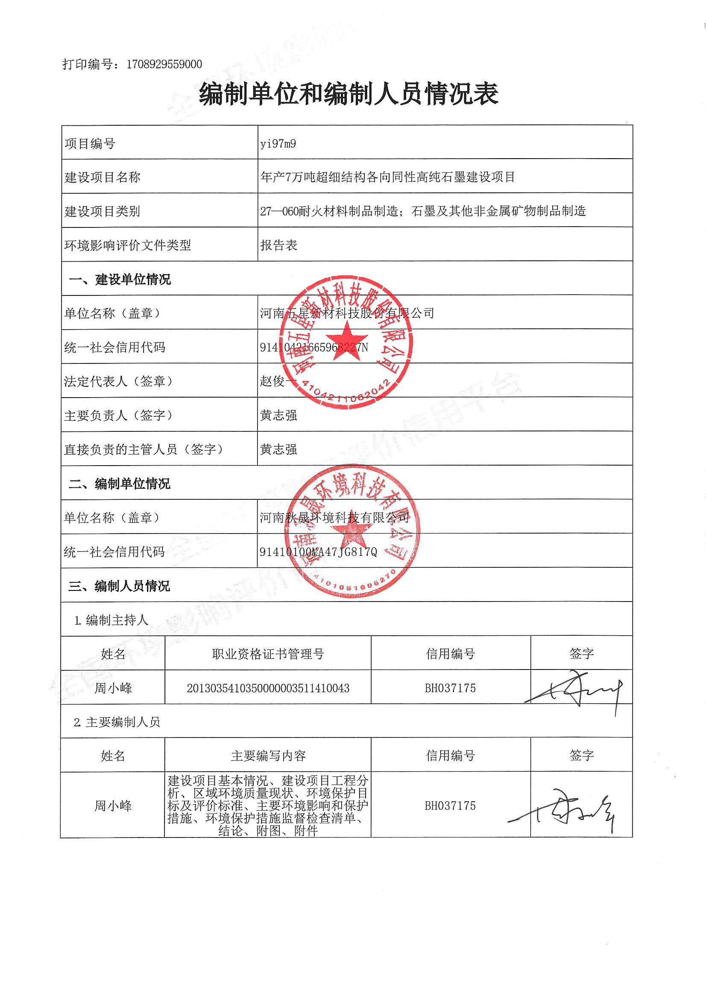 打印编号：1708929559000
编制单位和编制人员情况表
项目编号 yi97m9
建设项目名称 年产7万吨超细结构各向同性高纯石墨建设项目
建设项目类别 27—060耐火材料制品制造；石墨及其他非金属矿物制品制造
环境影响评价文件类型 报告表
一、建设单位情况
单位名称（盖章） 河南五星新材科技股份有限公司
统一社会信用代码 91410421665968227N
法定代表人（签章） 赵俊一
主要负责人（签字） 黄志强
直接负责的主管人员（签字） 黄志强
河南五星新材科技股份有限公司
4104211062042
二、编制单位情况
单位名称（盖章） 河南秋晟环境科技有限公司
统一社会信用代码 91410100MA47JG817Q
河南秋晟环境科技有限公司
三、编制人员情况
1. 编制主持人
姓名 职业资格证书管理号 信用编号 签字
周小峰 2013035410350000003511410043 BH037175
2. 主要编制人员
姓名 主要编写内容 信用编号 签字
周小峰 建设项目基本情况、建设项目工程分 BH037175
析、区域环境质量现状、环境保护目
标及评价标准、主要环境影响和保护
措施、环境保护措施监督检查清单、
结论、附图、附件